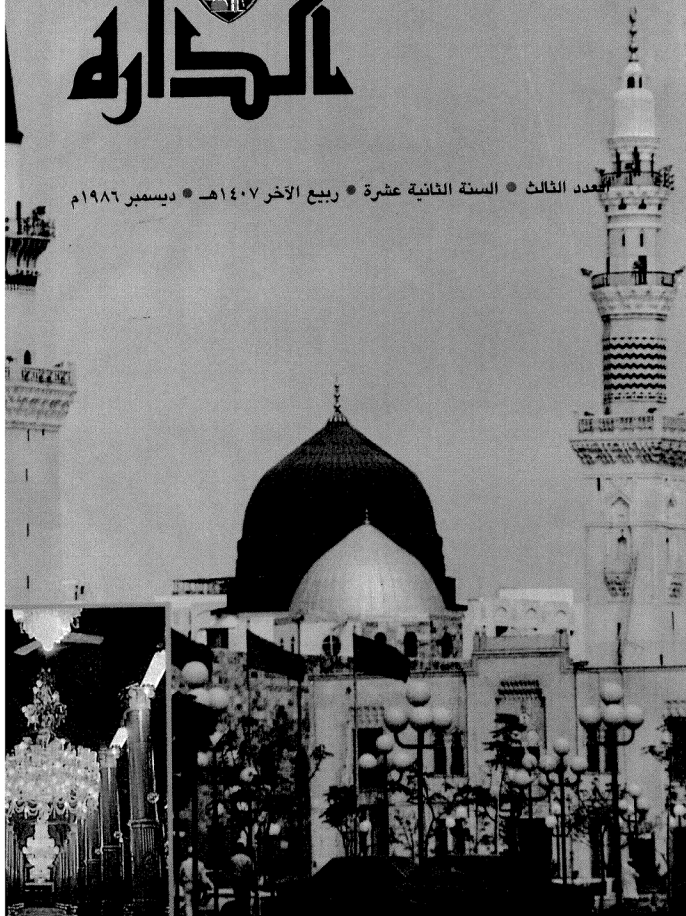 الدارة
العدد الثالث • السنة الثانية عشرة • ربيع الآخر ١٤٠٧هـ • ديسمبر ١٩٨٦م